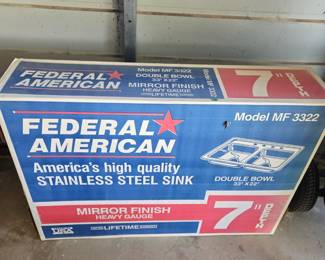 FEDERAL
AMERICAN
Model MF 3322
DOUBLE BOWL
33" X 22"
MIRROR FINISH
HEAVY GAUGE
LIFETIME
7"
FEDERAL
AMERICAN
America's high quality
STAINLESS STEEL SINK
Model MF 3322
DOUBLE BOWL
33" X 22"
MIRROR FINISH
HEAVY GAUGE
LIFETIME
7"